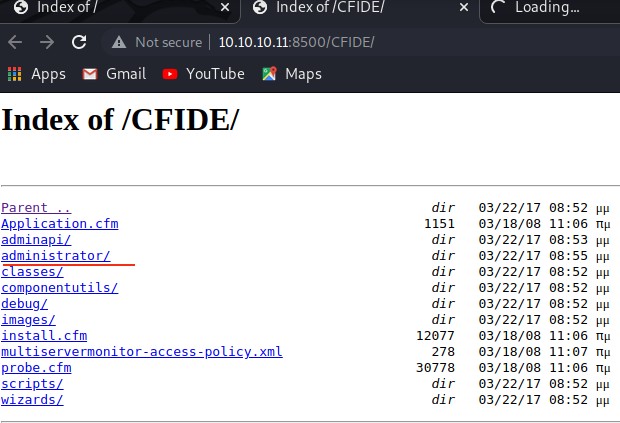 Index of /
Index of /CFIDE/
Loading...
Not secure | 10.10.10.11:8500/CFIDE/
Apps Gmail YouTube Maps
Index of /CFIDE/
Parent .. dir 03/22/17 08:52 μμ
Application.cfm 1151 03/18/08 11:06 πμ
adminapi/ dir 03/22/17 08:53 μμ
administrator/ dir 03/22/17 08:55 μμ
classes/ dir 03/22/17 08:52 μμ
componentutils/ dir 03/22/17 08:52 μμ
debug/ dir 03/22/17 08:52 μμ
images/ dir 03/22/17 08:52 μμ
install.cfm 12077 03/18/08 11:06 πμ
multiservermonitor-access-policy.xml 278 03/18/08 11:07 πμ
probe.cfm 30778 03/18/08 11:06 πμ
scripts/ dir 03/22/17 08:52 μμ
wizards/ dir 03/22/17 08:52 μμ